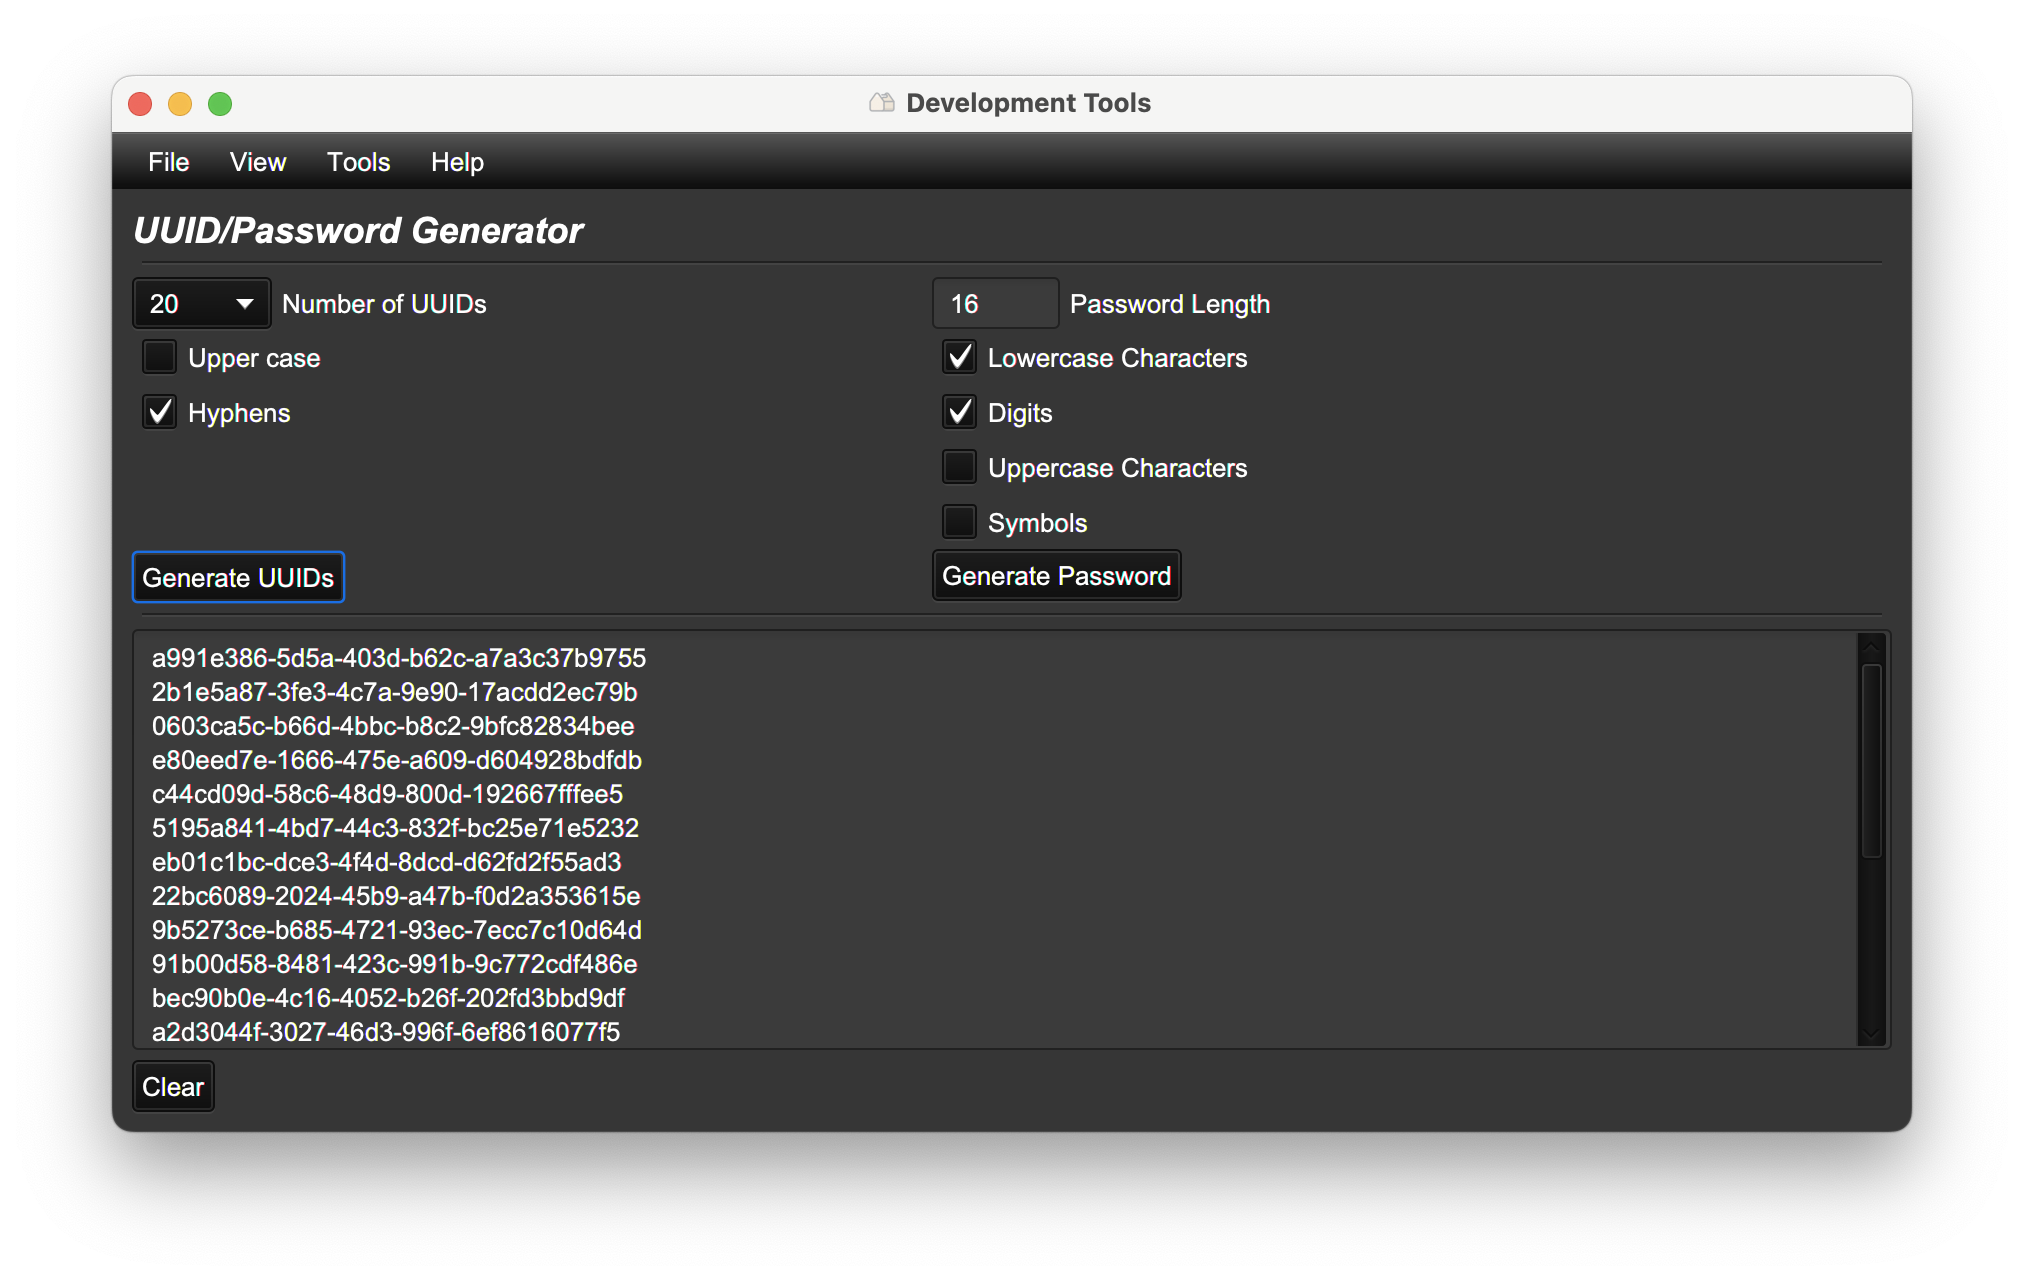 Development Tools
File View Tools Help
UUID/Password Generator
20 Number of UUIDs
Upper case
Hyphens
Generate UUIDs
16 Password Length
Lowercase Characters
Digits
Uppercase Characters
Symbols
Generate Password
a991e386-5d5a-403d-b62c-a7a3c37b9755
2b1e5a87-3fe3-4c7a-9e90-17acdd2ec79b
0603ca5c-b66d-4bbc-b8c2-9bfc82834bee
e80eed7e-1666-475e-a609-d604928bdfdb
c44cd09d-58c6-48d9-800d-192667fffee5
5195a841-4bd7-44c3-832f-bc25e71e5232
eb01c1bc-dce3-4f4d-8dcd-d62fd2f55ad3
22bc6089-2024-45b9-a47b-f0d2a353615e
9b5273ce-b685-4721-93ec-7ecc7c10d64d
91b00d58-8481-423c-991b-9c772cdf486e
bec90b0e-4c16-4052-b26f-202fd3bbd9df
a2d3044f-3027-46d3-996f-6ef8616077f5
Clear